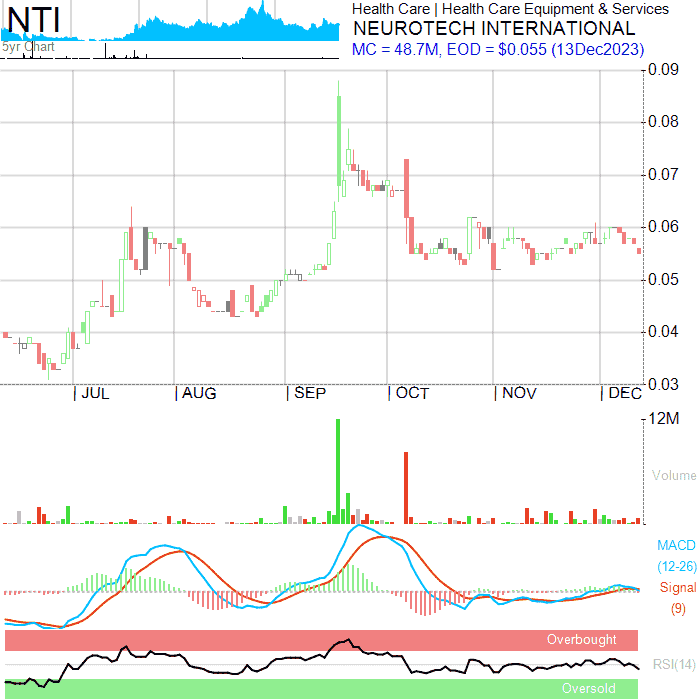 NTI
5yr Chart
Health Care | Health Care Equipment & Services
NEUROTECH INTERNATIONAL
MC = 48.7M, EOD = $0.055 (13Dec2023)
0.09
0.08
0.07
0.06
0.05
0.04
0.03
JUL AUG SEP OCT NOV DEC
12M
Volume
MACD
(12-26)
Signal
(9)
Overbought
RSI(14)
Oversold